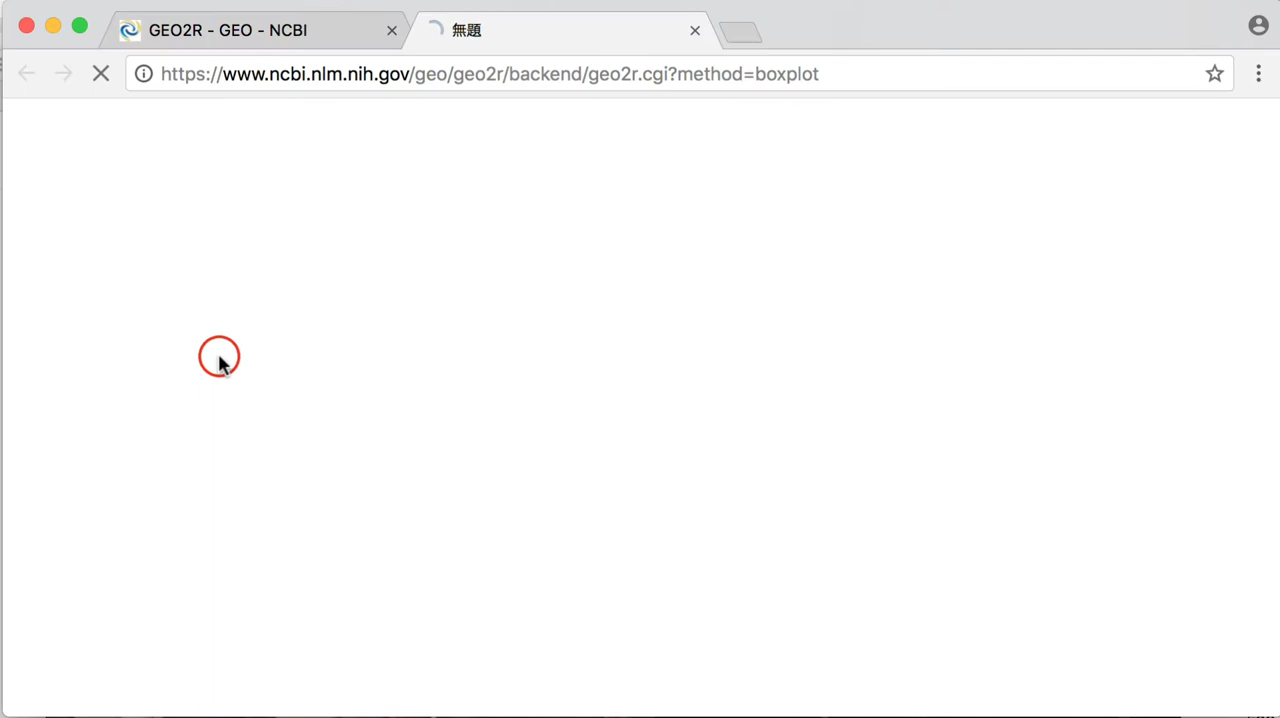 GEO2R - GEO - NCBI
無題
https://www.ncbi.nlm.nih.gov/geo/geo2r/backend/geo2r.cgi?method=boxplot